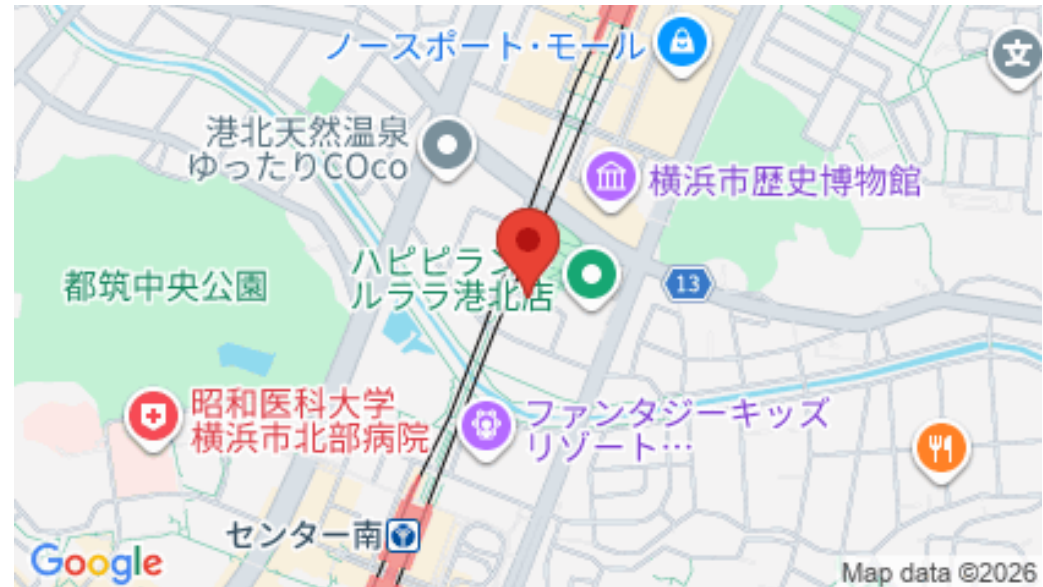 ノースポート・モール
文
港北天然温泉
ゆったりCOco
横浜市歴史博物館
ハピピラン
ルララ港北店
都筑中央公園
13
昭和医科大学
横浜市北部病院
ファンタジーキッズ
リゾート…
センター南
Google
Map data ©2026